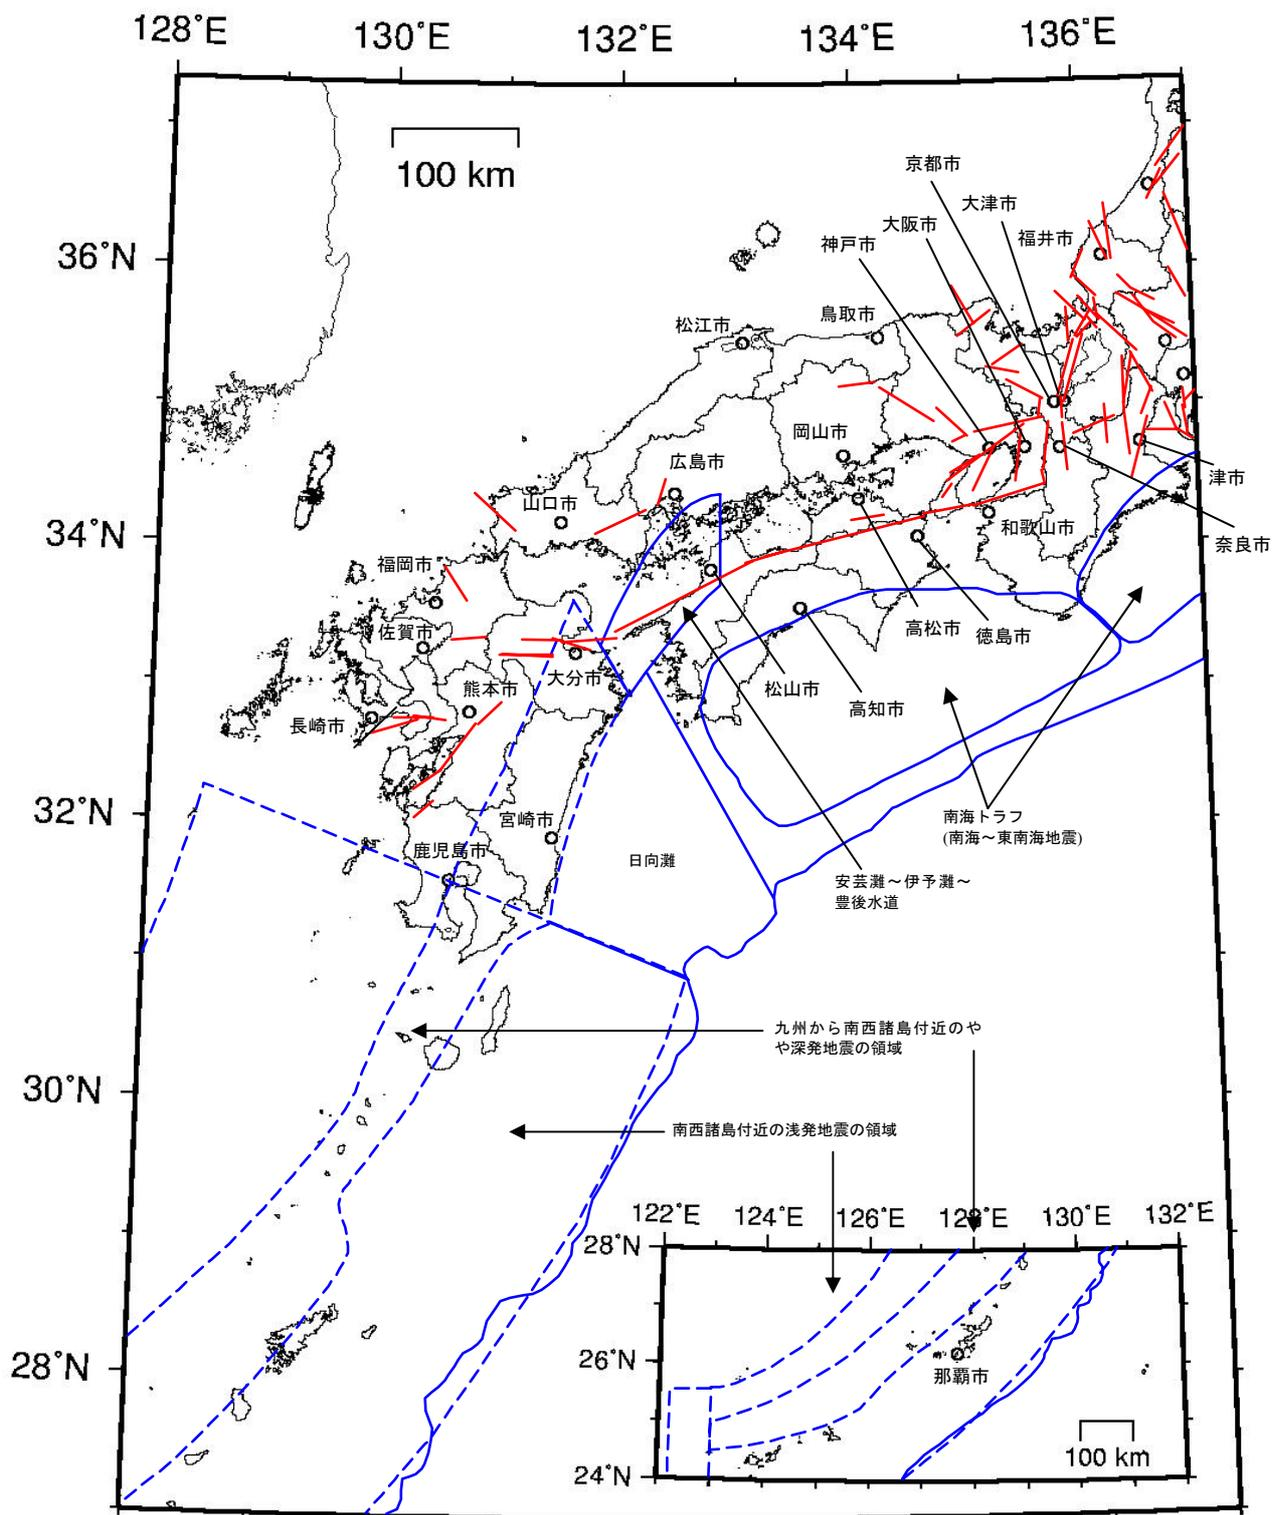 128°E
130°E
132°E
134°E
136°E
100 km
京都市
大津市
大阪市
福井市
神戸市
36°N
松江市
鳥取市
岡山市
広島市
津市
山口市
和歌山市
34°N
奈良市
福岡市
佐賀市
高松市
徳島市
大分市
熊本市
松山市
高知市
長崎市
32°N
宮崎市
南海トラフ
(南海～東南海地震)
鹿児島市
日向灘
安芸灘～伊予灘～
豊後水道
九州から南西諸島付近のや
や深発地震の領域
30°N
南西諸島付近の浅発地震の領域
122°E
124°E
126°E
128°E
130°E
132°E
28°N
26°N
28°N
那覇市
100 km
24°N